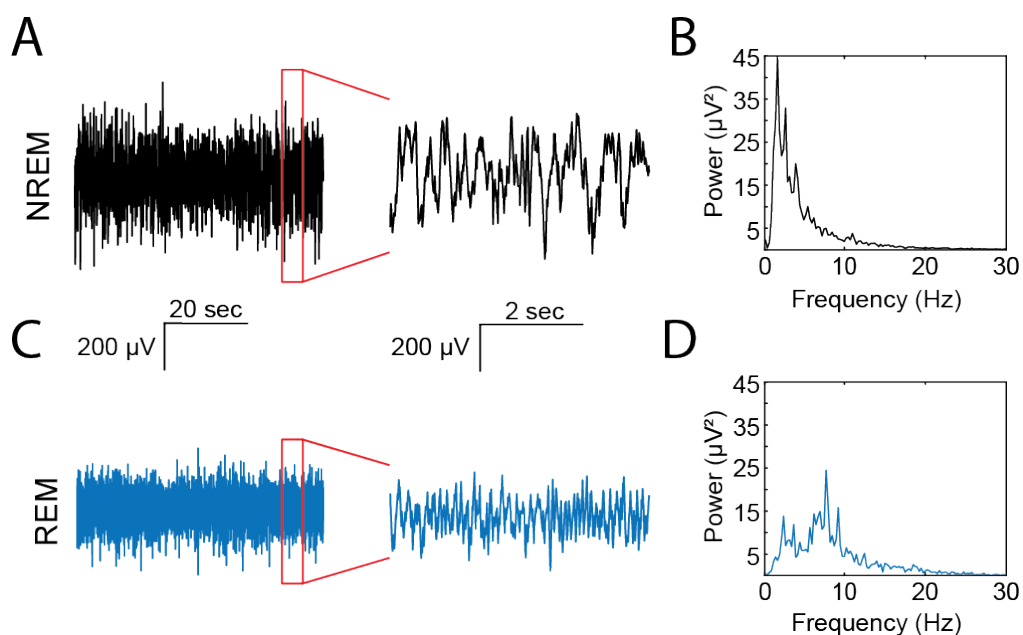 A
NREM
B
45
35
25
15
5
0
10
20
30
Power (µV²)
Frequency (Hz)
20 sec
200 µV
2 sec
200 µV
C
REM
D
45
35
25
15
5
0
10
20
30
Power (µV²)
Frequency (Hz)